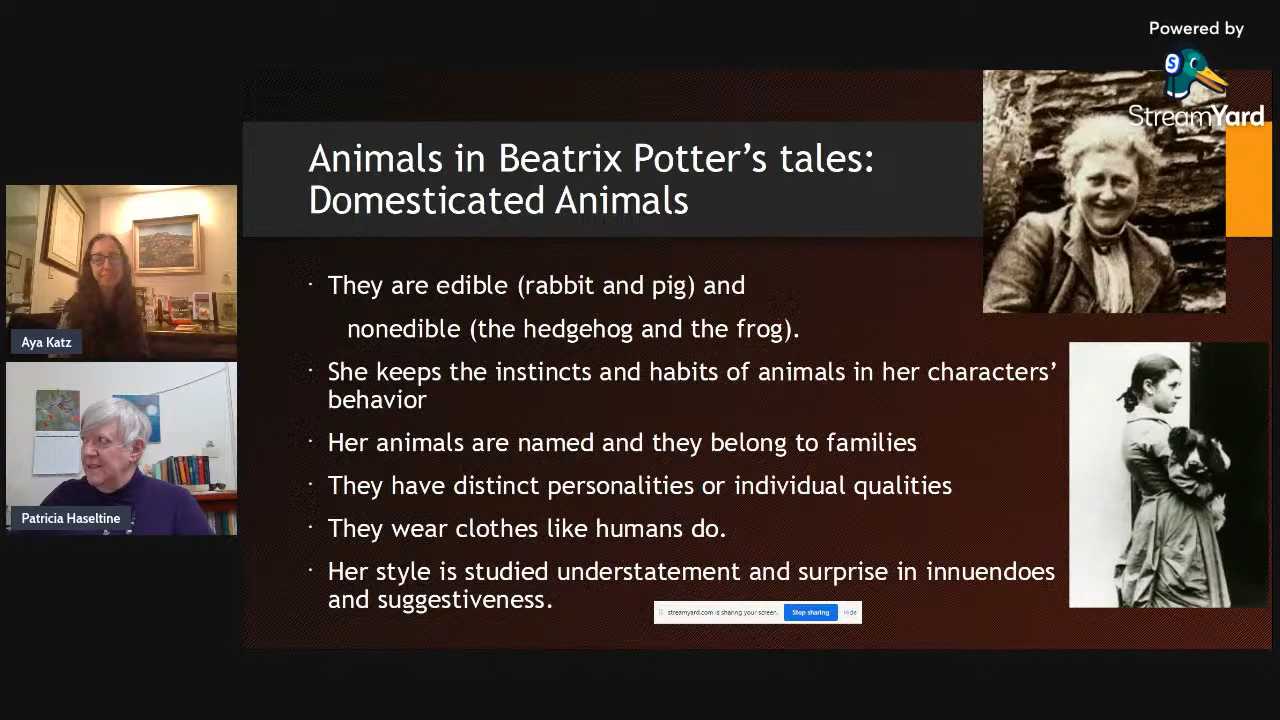 Powered by
S
StreamYard
Animals in Beatrix Potter's tales:
Domesticated Animals
· They are edible (rabbit and pig) and
nonedible (the hedgehog and the frog).
· She keeps the instincts and habits of animals in her characters'
behavior
· Her animals are named and they belong to families
· They have distinct personalities or individual qualities
· They wear clothes like humans do.
· Her style is studied understatement and surprise in innuendoes
and suggestiveness.
streamyard.com is sharing your screen. Stop sharing Hide
Aya Katz
Patricia Haseltine